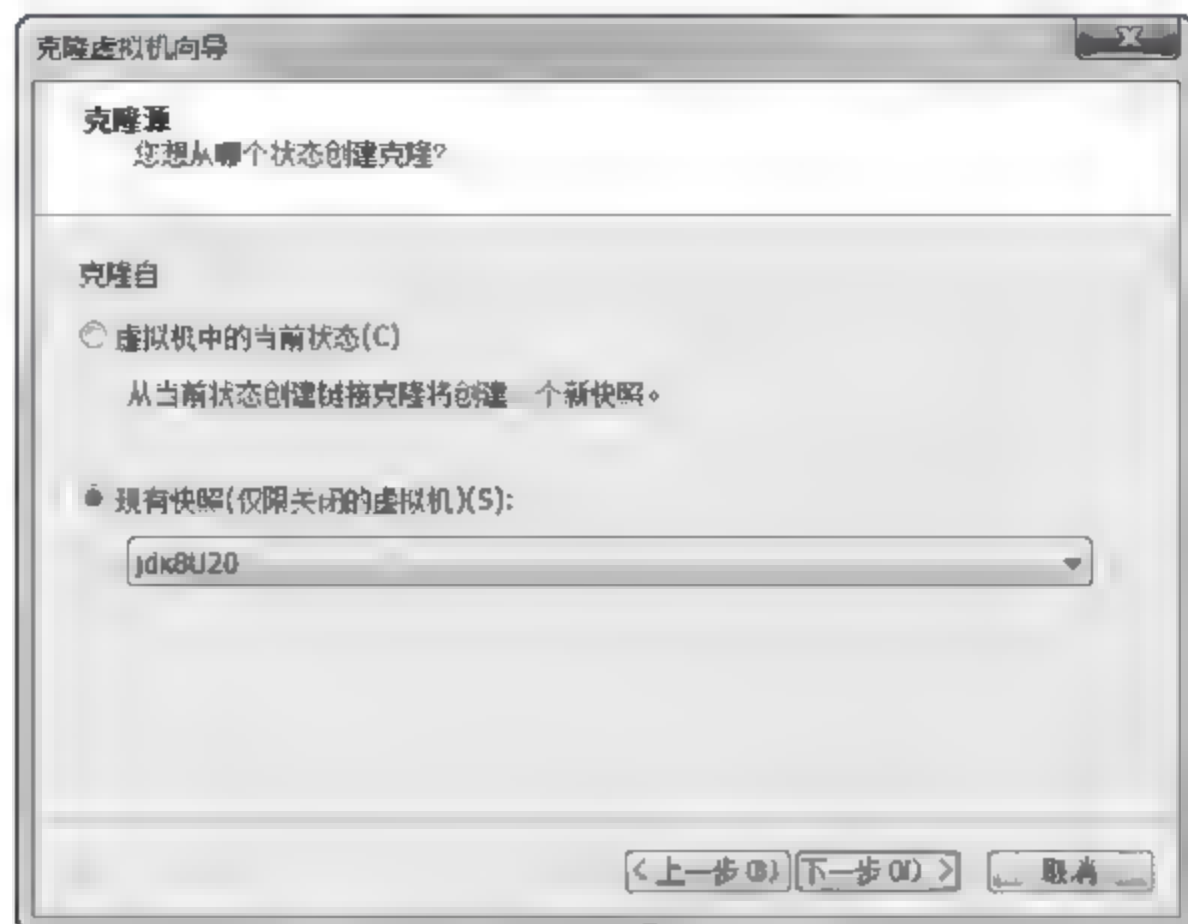 克隆虚拟机向导
克隆源
您想从哪个状态创建克隆?
克隆自
虚拟机中的当前状态(C)
从当前状态创建链接克隆将创建一个新快照。
现有快照(仅限关闭的虚拟机)(S):
jdk8U20
< 上一步(B) 下一步(N) > 取消